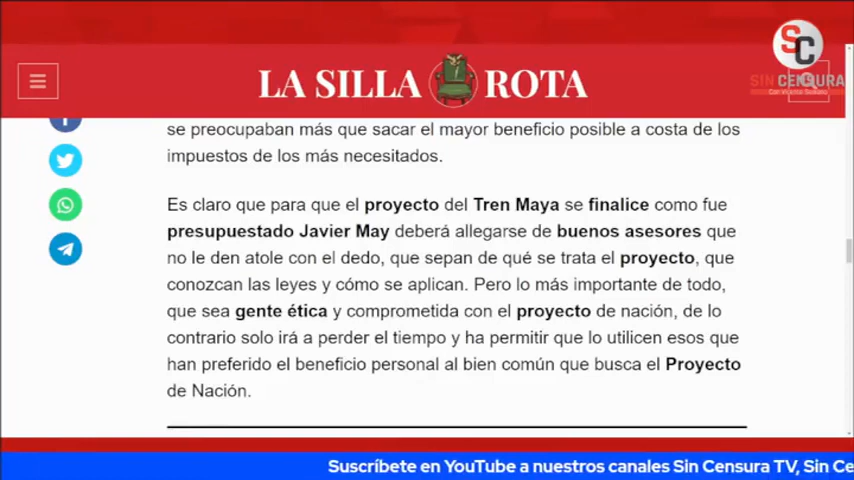 LA SILLA ROTA
SC
SIN CENSURA
se preocupaban más que sacar el mayor beneficio posible a costa de los
impuestos de los más necesitados.
Es claro que para que el proyecto del Tren Maya se finalice como fue
presupuestado Javier May deberá allegarse de buenos asesores que
no le den atole con el dedo, que sepan de qué se trata el proyecto, que
conozcan las leyes y cómo se aplican. Pero lo más importante de todo,
que sea gente ética y comprometida con el proyecto de nación, de lo
contrario solo irá a perder el tiempo y ha permitir que lo utilicen esos que
han preferido el beneficio personal al bien común que busca el Proyecto
de Nación.
Suscríbete en YouTube a nuestros canales Sin Censura TV, Sin Ce